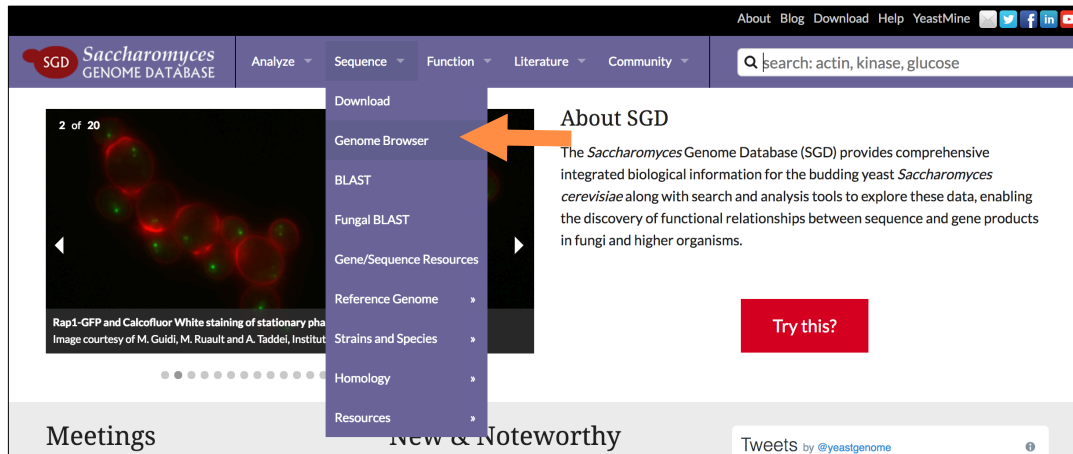 About Blog Download Help YeastMine
SGD Saccharomyces GENOME DATABASE
Analyze Sequence Function Literature Community
search: actin, kinase, glucose
Download
Genome Browser
BLAST
Fungal BLAST
Gene/Sequence Resources
Reference Genome »
Strains and Species »
Homology »
Resources »
2 of 20
Rap1-GFP and Calcofluor White staining of stationary pha
Image courtesy of M. Guidi, M. Ruault and A. Taddei, Institut
About SGD
The Saccharomyces Genome Database (SGD) provides comprehensive
integrated biological information for the budding yeast Saccharomyces
cerevisiae along with search and analysis tools to explore these data, enabling
the discovery of functional relationships between sequence and gene products
in fungi and higher organisms.
Try this?
Meetings
New & Noteworthy
Tweets by @yeastgenome